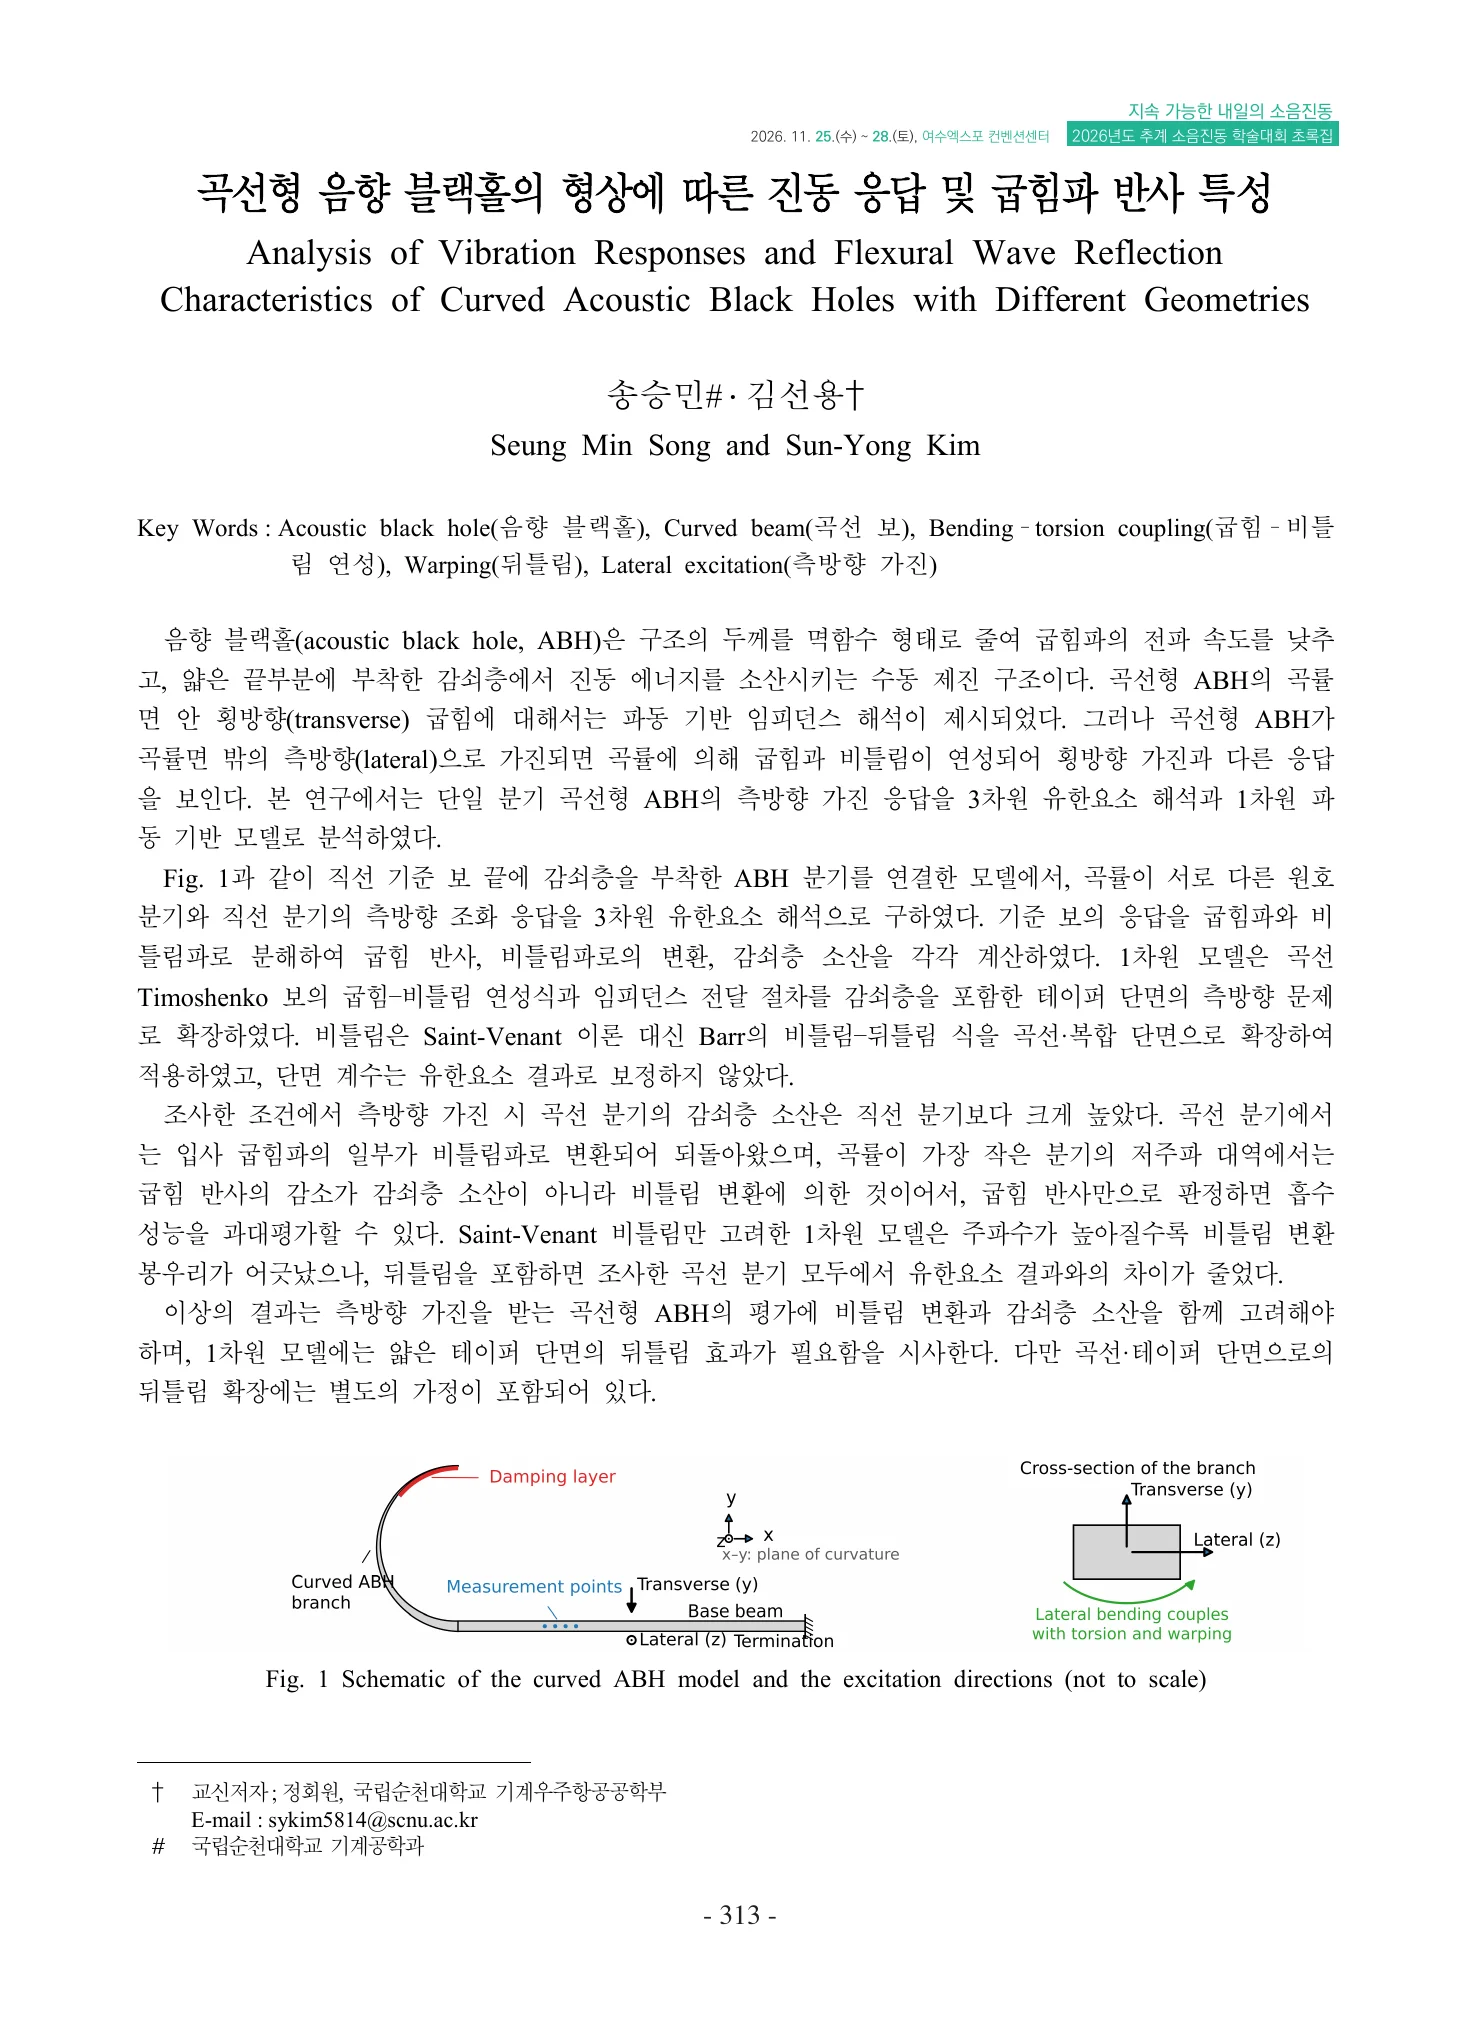 지속 가능한 내일의 소음진동
2026. 11. 25.(수) ~ 28.(토), 여수엑스포 컨벤션센터 2026년도 추계 소음진동 학술대회 초록집
곡선형 음향 블랙홀의 형상에 따른 진동 응답 및 굽힘파 반사 특성
Analysis of Vibration Responses and Flexural Wave Reflection
Characteristics of Curved Acoustic Black Holes with Different Geometries
송승민#· 김선용†
Seung Min Song and Sun-Yong Kim
Key Words : Acoustic black hole(음향 블랙홀), Curved beam(곡선 보), Bending–torsion coupling(굽힘–비틀
림 연성), Warping(뒤틀림), Lateral excitation(측방향 가진)
음향 블랙홀(acoustic black hole, ABH)은 구조의 두께를 멱함수 형태로 줄여 굽힘파의 전파 속도를 낮추
고, 얇은 끝부분에 부착한 감쇠층에서 진동 에너지를 소산시키는 수동 제진 구조이다. 곡선형 ABH의 곡률
면 안 횡방향(transverse) 굽힘에 대해서는 파동 기반 임피던스 해석이 제시되었다. 그러나 곡선형 ABH가
곡률면 밖의 측방향(lateral)으로 가진되면 곡률에 의해 굽힘과 비틀림이 연성되어 횡방향 가진과 다른 응답
을 보인다. 본 연구에서는 단일 분기 곡선형 ABH의 측방향 가진 응답을 3차원 유한요소 해석과 1차원 파
동 기반 모델로 분석하였다.
Fig. 1과 같이 직선 기준 보 끝에 감쇠층을 부착한 ABH 분기를 연결한 모델에서, 곡률이 서로 다른 원호
분기와 직선 분기의 측방향 조화 응답을 3차원 유한요소 해석으로 구하였다. 기준 보의 응답을 굽힘파와 비
틀림파로 분해하여 굽힘 반사, 비틀림파로의 변환, 감쇠층 소산을 각각 계산하였다. 1차원 모델은 곡선
Timoshenko 보의 굽힘–비틀림 연성식과 임피던스 전달 절차를 감쇠층을 포함한 테이퍼 단면의 측방향 문제
로 확장하였다. 비틀림은 Saint-Venant 이론 대신 Barr의 비틀림–뒤틀림 식을 곡선·복합 단면으로 확장하여
적용하였고, 단면 계수는 유한요소 결과로 보정하지 않았다.
조사한 조건에서 측방향 가진 시 곡선 분기의 감쇠층 소산은 직선 분기보다 크게 높았다. 곡선 분기에서
는 입사 굽힘파의 일부가 비틀림파로 변환되어 되돌아왔으며, 곡률이 가장 작은 분기의 저주파 대역에서는
굽힘 반사의 감소가 감쇠층 소산이 아니라 비틀림 변환에 의한 것이어서, 굽힘 반사만으로 판정하면 흡수
성능을 과대평가할 수 있다. Saint-Venant 비틀림만 고려한 1차원 모델은 주파수가 높아질수록 비틀림 변환
봉우리가 어긋났으나, 뒤틀림을 포함하면 조사한 곡선 분기 모두에서 유한요소 결과와의 차이가 줄었다.
이상의 결과는 측방향 가진을 받는 곡선형 ABH의 평가에 비틀림 변환과 감쇠층 소산을 함께 고려해야
하며, 1차원 모델에는 얇은 테이퍼 단면의 뒤틀림 효과가 필요함을 시사한다. 다만 곡선·테이퍼 단면으로의
뒤틀림 확장에는 별도의 가정이 포함되어 있다.
Damping layer
Curved ABH
branch
Measurement points
Transverse (y)
Base beam
Lateral (z)
Termination
y
x
z
x–y: plane of curvature
Cross-section of the branch
Transverse (y)
Lateral (z)
Lateral bending couples
with torsion and warping
Fig. 1 Schematic of the curved ABH model and the excitation directions (not to scale)
† 교신저자 ; 정회원, 국립순천대학교 기계우주항공공학부
E-mail : sykim5814@scnu.ac.kr
# 국립순천대학교 기계공학과
- 313 -